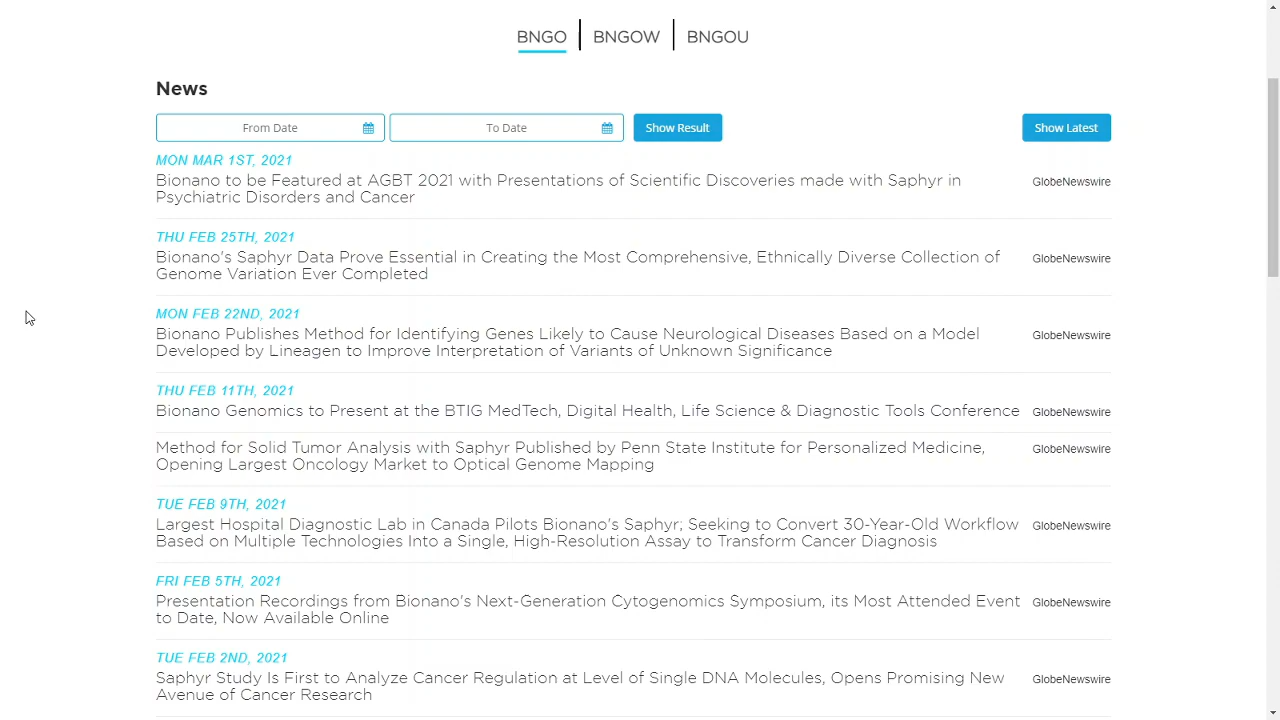 BNGO
BNGOW
BNGOU
News
From Date
To Date
Show Result
Show Latest
MON MAR 1ST, 2021
Bionano to be Featured at AGBT 2021 with Presentations of Scientific Discoveries made with Saphyr in
Psychiatric Disorders and Cancer
GlobeNewswire
THU FEB 25TH, 2021
Bionano's Saphyr Data Prove Essential in Creating the Most Comprehensive, Ethnically Diverse Collection of
Genome Variation Ever Completed
GlobeNewswire
MON FEB 22ND, 2021
Bionano Publishes Method for Identifying Genes Likely to Cause Neurological Diseases Based on a Model
Developed by Lineagen to Improve Interpretation of Variants of Unknown Significance
GlobeNewswire
THU FEB 11TH, 2021
Bionano Genomics to Present at the BTIG MedTech, Digital Health, Life Science & Diagnostic Tools Conference
GlobeNewswire
Method for Solid Tumor Analysis with Saphyr Published by Penn State Institute for Personalized Medicine,
Opening Largest Oncology Market to Optical Genome Mapping
GlobeNewswire
TUE FEB 9TH, 2021
Largest Hospital Diagnostic Lab in Canada Pilots Bionano's Saphyr; Seeking to Convert 30-Year-Old Workflow
Based on Multiple Technologies Into a Single, High-Resolution Assay to Transform Cancer Diagnosis
GlobeNewswire
FRI FEB 5TH, 2021
Presentation Recordings from Bionano's Next-Generation Cytogenomics Symposium, its Most Attended Event
to Date, Now Available Online
GlobeNewswire
TUE FEB 2ND, 2021
Saphyr Study Is First to Analyze Cancer Regulation at Level of Single DNA Molecules, Opens Promising New
Avenue of Cancer Research
GlobeNewswire